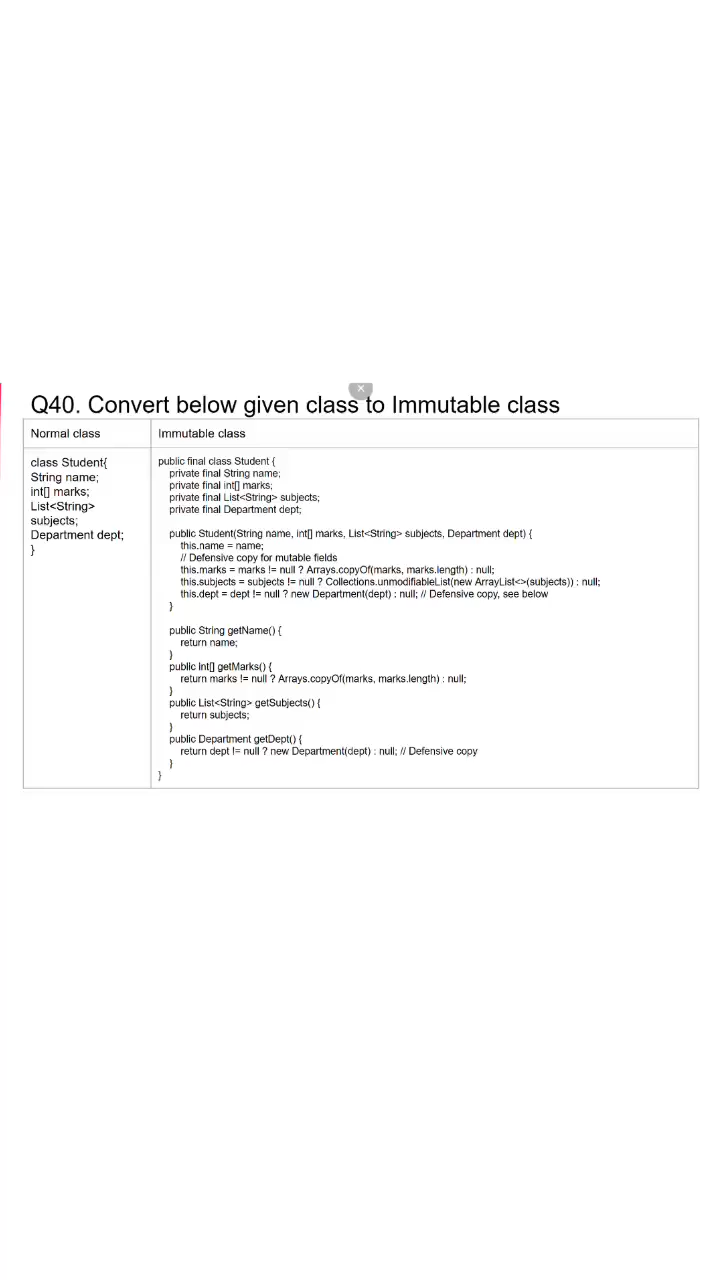 Q40. Convert below given class to Immutable class
Normal class
Immutable class
class Student{
String name;
int[] marks;
List<String>
subjects;
Department dept;
}
public final class Student {
private final String name;
private final int[] marks;
private final List<String> subjects;
private final Department dept;
public Student(String name, int[] marks, List<String> subjects, Department dept) {
this.name = name;
// Defensive copy for mutable fields
this.marks = marks != null ? Arrays.copyOf(marks, marks.length) : null;
this.subjects = subjects != null ? Collections.unmodifiableList(new ArrayList<>(subjects)) : null;
this.dept = dept != null ? new Department(dept) : null; // Defensive copy, see below
}
public String getName() {
return name;
}
public int[] getMarks() {
return marks != null ? Arrays.copyOf(marks, marks.length) : null;
}
public List<String> getSubjects() {
return subjects;
}
public Department getDept() {
return dept != null ? new Department(dept) : null; // Defensive copy
}
}